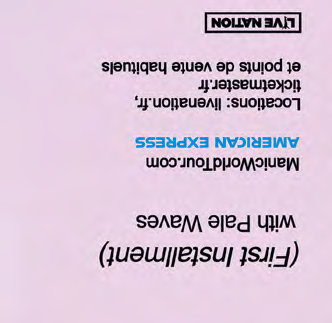 (First Installment)
with Pale Waves
ManicWorldTour.com
AMERICAN EXPRESS
Locations: livenation.fr,
ticketmaster.fr
et points de vente habituels
LIVE NATION